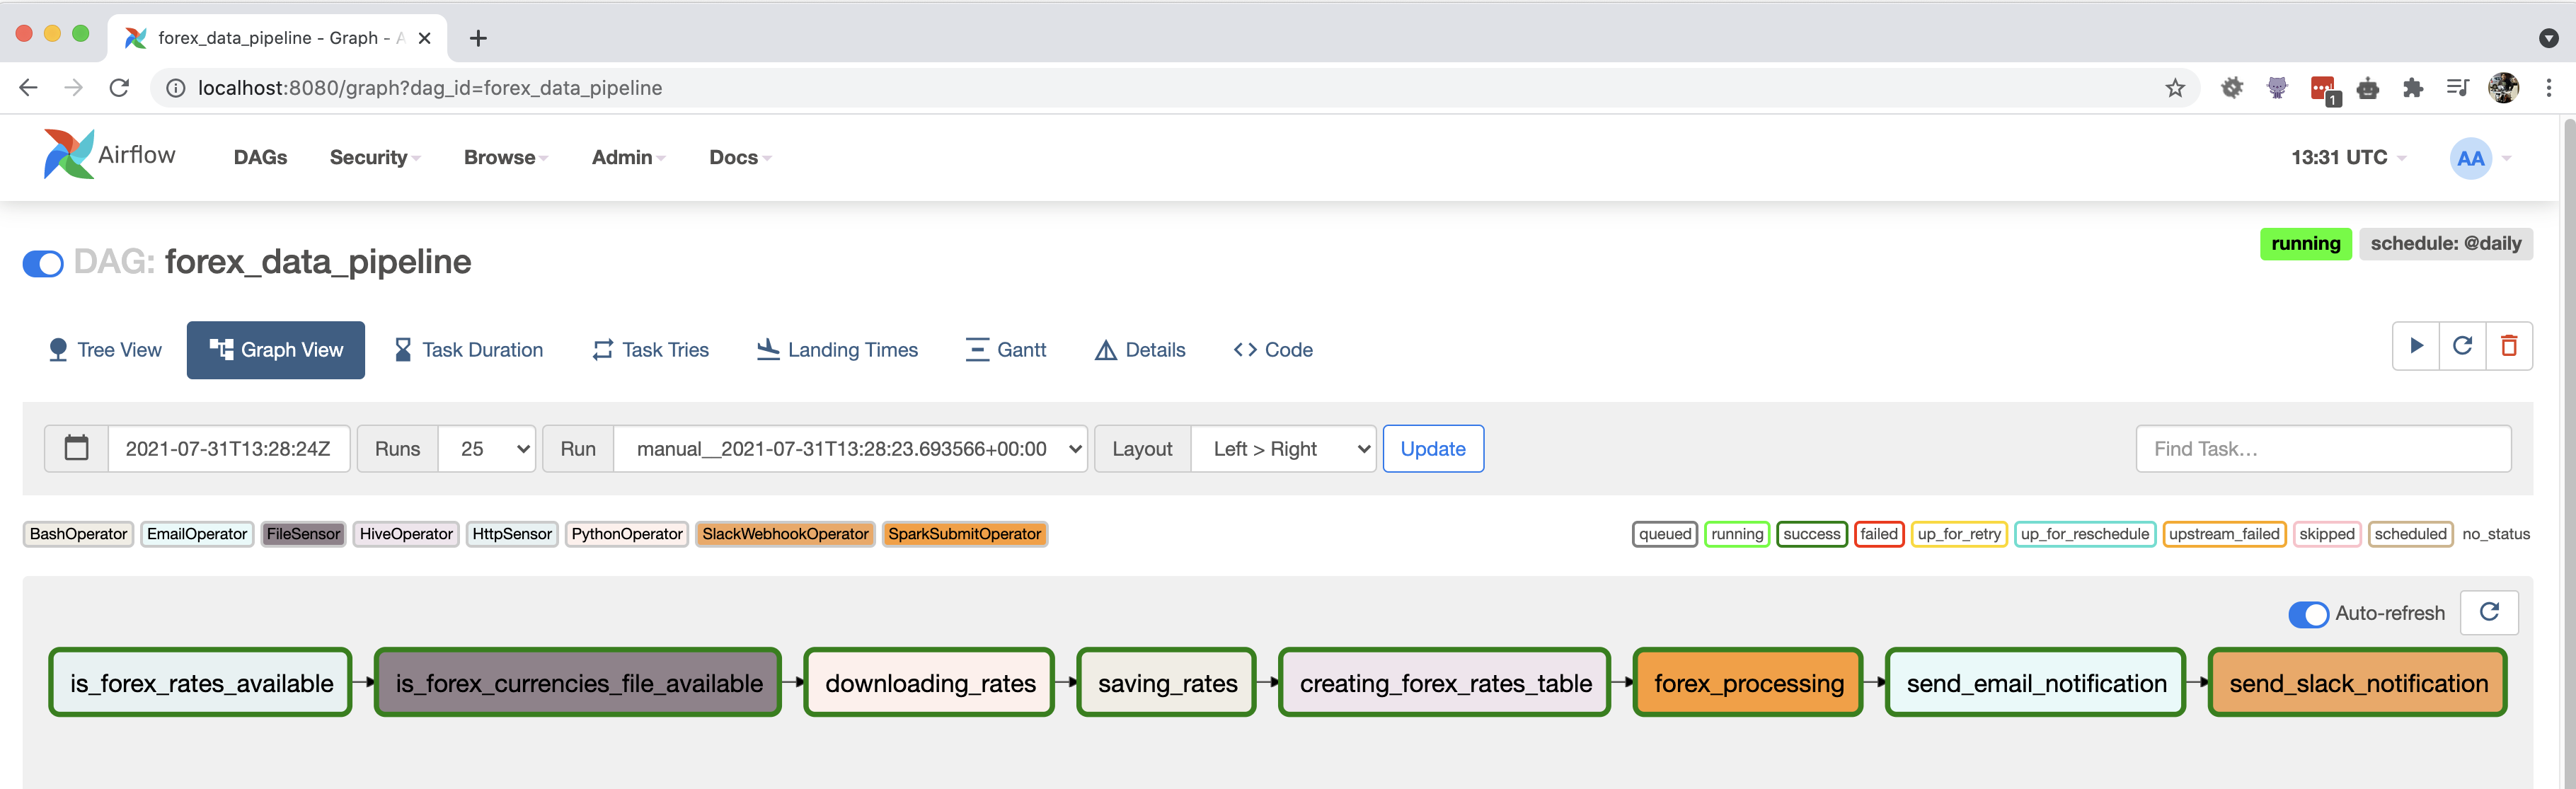 forex_data_pipeline - Graph - A
localhost:8080/graph?dag_id=forex_data_pipeline
1
Airflow DAGs Security Browse Admin Docs 13:31 UTC AA
running schedule: @daily
DAG: forex_data_pipeline
Tree View Graph View Task Duration Task Tries Landing Times Gantt Details Code
2021-07-31T13:28:24Z Runs 25 Run manual__2021-07-31T13:28:23.693566+00:00 Layout Left > Right Update Find Task...
BashOperator EmailOperator FileSensor HiveOperator HttpSensor PythonOperator SlackWebhookOperator SparkSubmitOperator queued running success failed up_for_retry up_for_reschedule upstream_failed skipped scheduled no_status
Auto-refresh
is_forex_rates_available is_forex_currencies_file_available downloading_rates saving_rates creating_forex_rates_table forex_processing send_email_notification send_slack_notification